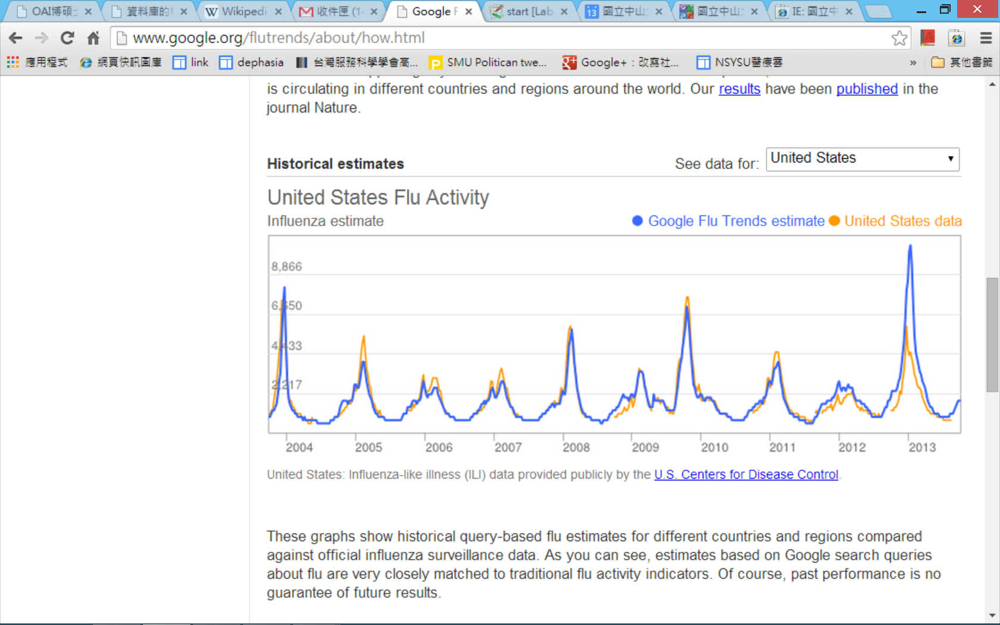 OAI博碩士
資料庫的
Wikipedi
收件匣 (1
Google F
start [Lab
13
國立中山
國立中山
IE: 國立中
www.google.org/flutrends/about/how.html
應用程式
網頁快訊圖庫
link
dephasia
台灣服務科學學會高...
SMU Politican twe...
Google+：改寫社...
NSYSU醫療雲
»
其他書籤
is circulating in different countries and regions around the world. Our results have been published in the
journal Nature.
Historical estimates
See data for:
United States
United States Flu Activity
Influenza estimate
Google Flu Trends estimate
United States data
8,866
6,650
4,433
2,217
2004
2005
2006
2007
2008
2009
2010
2011
2012
2013
United States: Influenza-like illness (ILI) data provided publicly by the U.S. Centers for Disease Control.
These graphs show historical query-based flu estimates for different countries and regions compared
against official influenza surveillance data. As you can see, estimates based on Google search queries
about flu are very closely matched to traditional flu activity indicators. Of course, past performance is no
guarantee of future results.